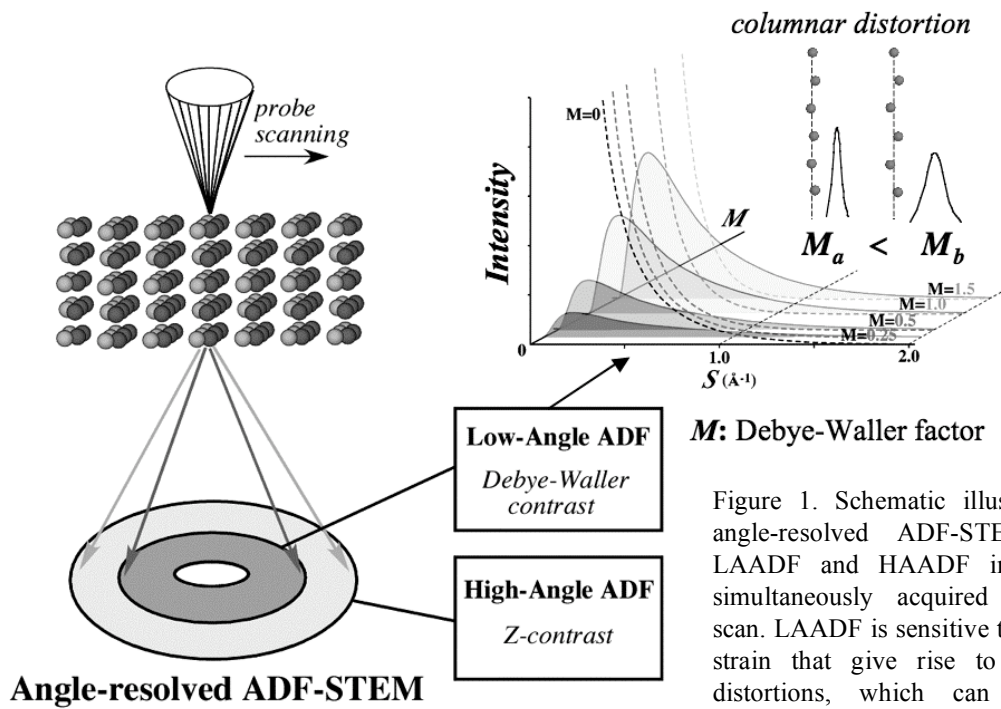 columnar distortion
probe
scanning
Intensity
M=0
M
M_a < M_b
M=1.5
M=1.0
M=0.5
M=0.25
0
1.0
2.0
S (Å⁻¹)
M: Debye-Waller factor
Low-Angle ADF
Debye-Waller
contrast
High-Angle ADF
Z-contrast
Angle-resolved ADF-STEM
Figure 1. Schematic illus
angle-resolved ADF-STE
LAADF and HAADF in
simultaneously acquired
scan. LAADF is sensitive t
strain that give rise to
distortions, which can